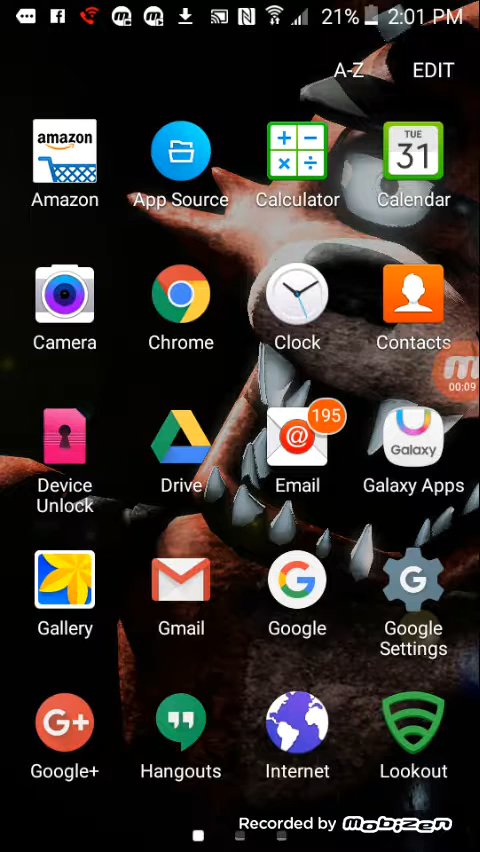 21% 2:01 PM
A-Z EDIT
amazon
TUE
31
Amazon App Source Calculator Calendar
Camera Chrome Clock Contacts
00:09
195
Galaxy
Device Drive Email Galaxy Apps
Unlock
Gallery Gmail Google Google
Settings
G+
Google+ Hangouts Internet Lookout
Recorded by Mobizen